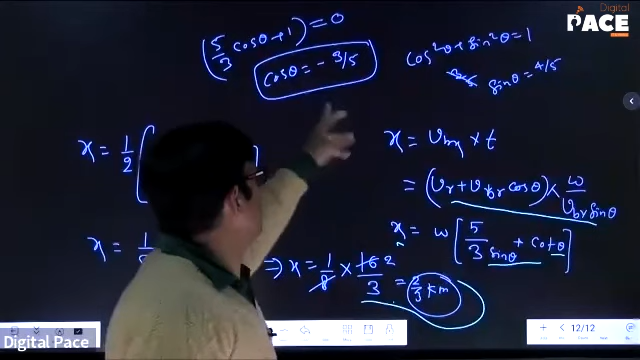 Digital
PACE
(5/3 cosθ + 1) = 0
cosθ = - 3/5
cos²θ + sin²θ = 1
sinθ = 4/5
x = 1/2 [
x = v_bx × t
= (v_r + v_br cosθ) × w / v_br sinθ
x = w [ 5 / 3 sinθ + cotθ ]
x = 1/
⇒ x = 1/8 × 16 2 / 3 = 2/3 km
Digital Pace
12/12